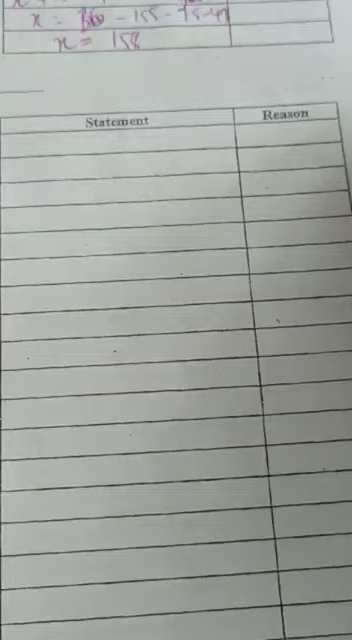 x = 360 - 155 -
x = 158
Statement
Reason